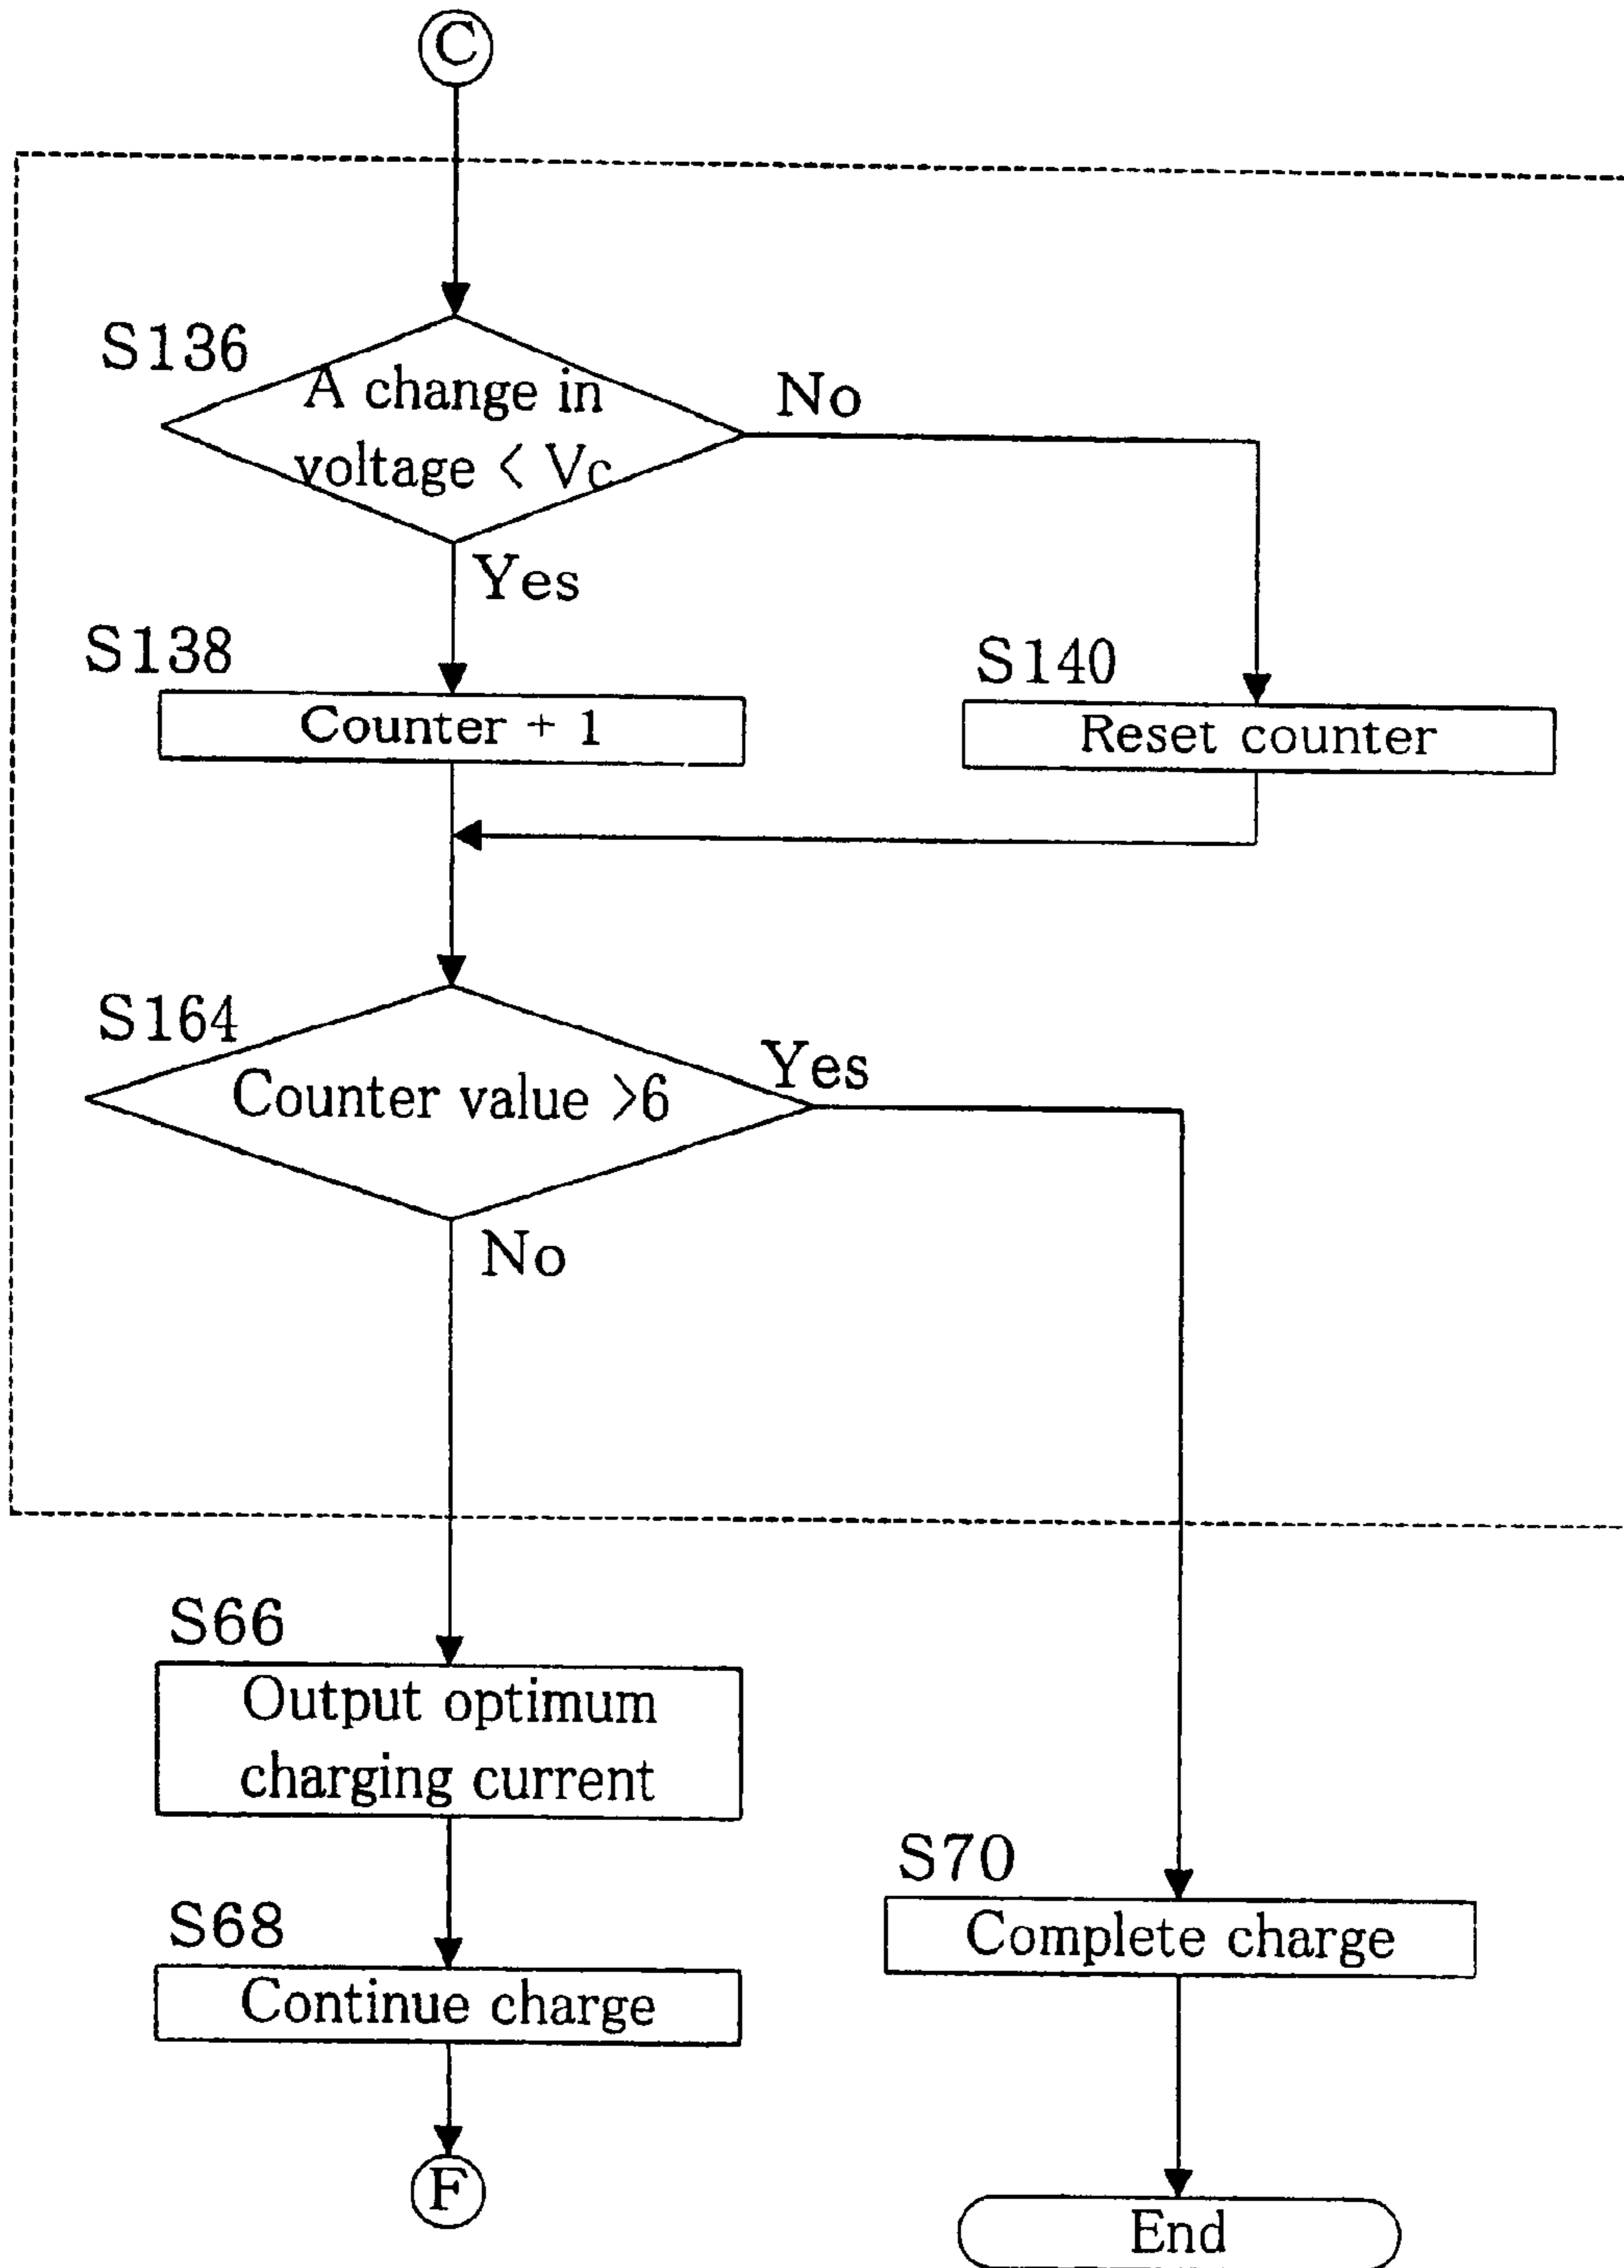 C
S136
A change in
voltage < Vc
No
Yes
S138
Counter + 1
S140
Reset counter
S164
Counter value >6
Yes
No
S66
Output optimum
charging current
S70
Complete charge
S68
Continue charge
F
End